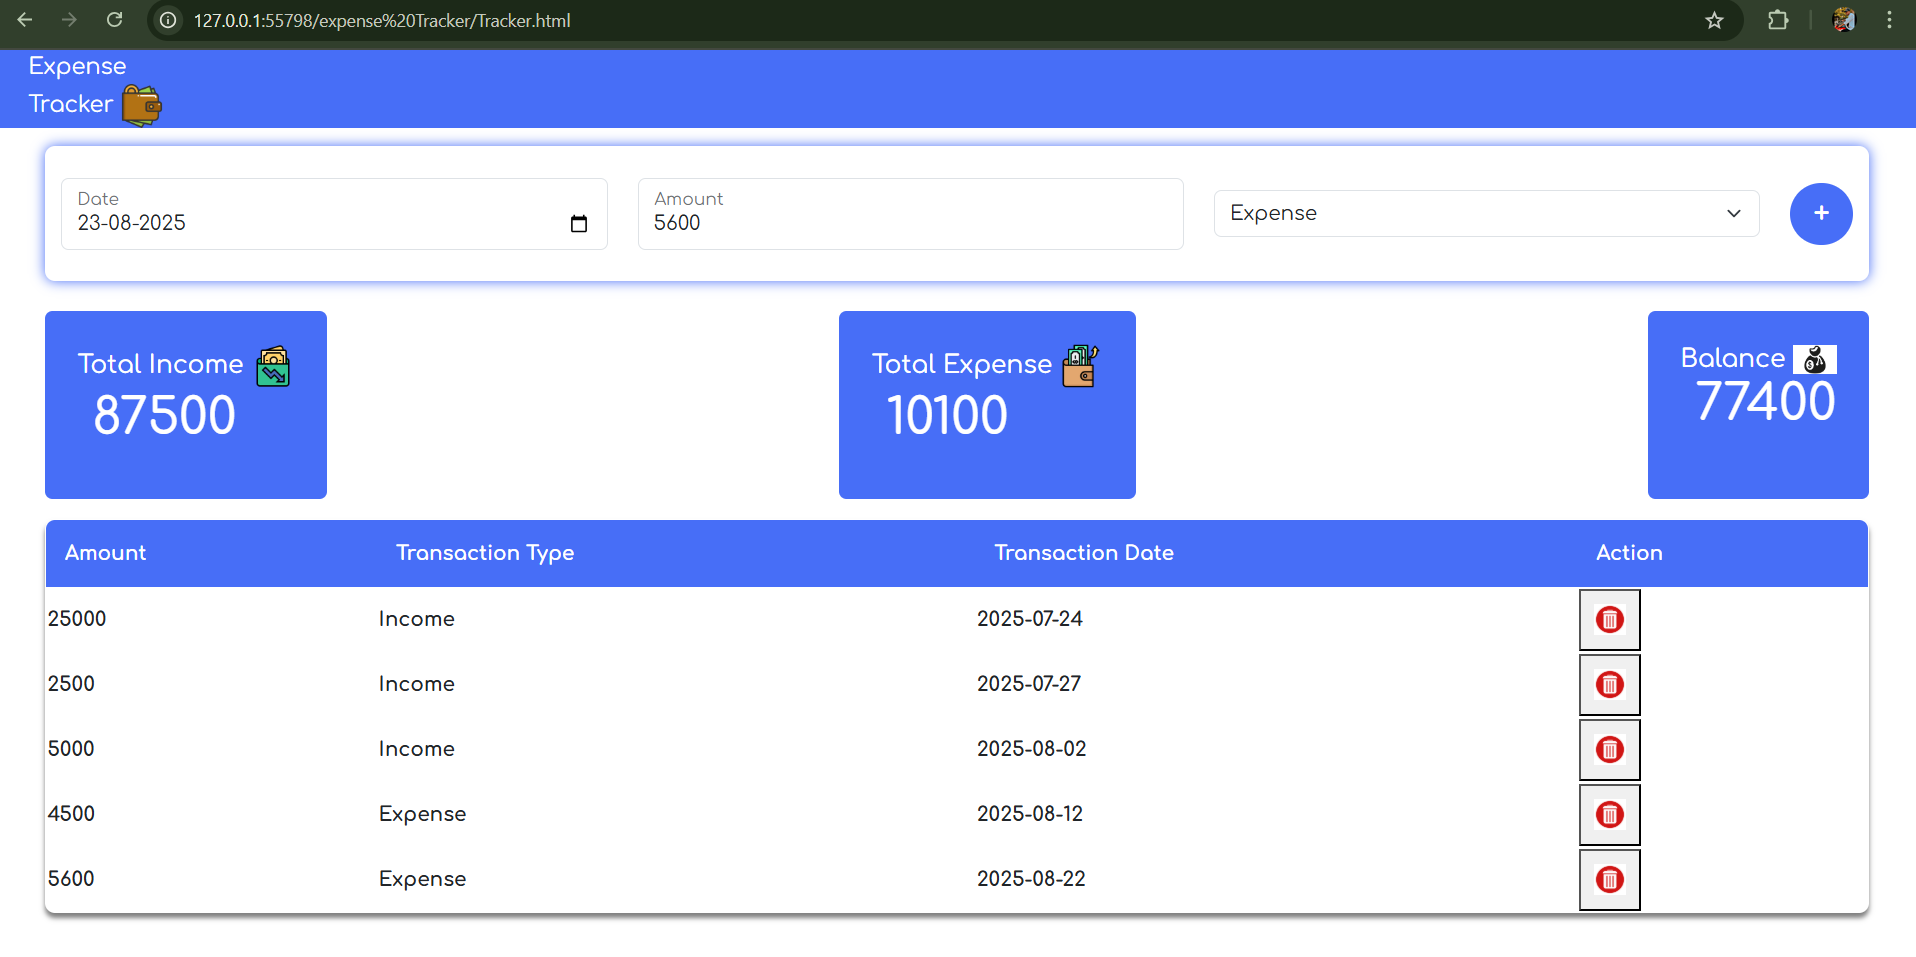 127.0.0.1:55798/expense%20Tracker/Tracker.html
Expense
Tracker
Date
23-08-2025
Amount
5600
Expense
+
Total Income
87500
Total Expense
10100
Balance
77400
Amount Transaction Type Transaction Date Action
25000 Income 2025-07-24
2500 Income 2025-07-27
5000 Income 2025-08-02
4500 Expense 2025-08-12
5600 Expense 2025-08-22